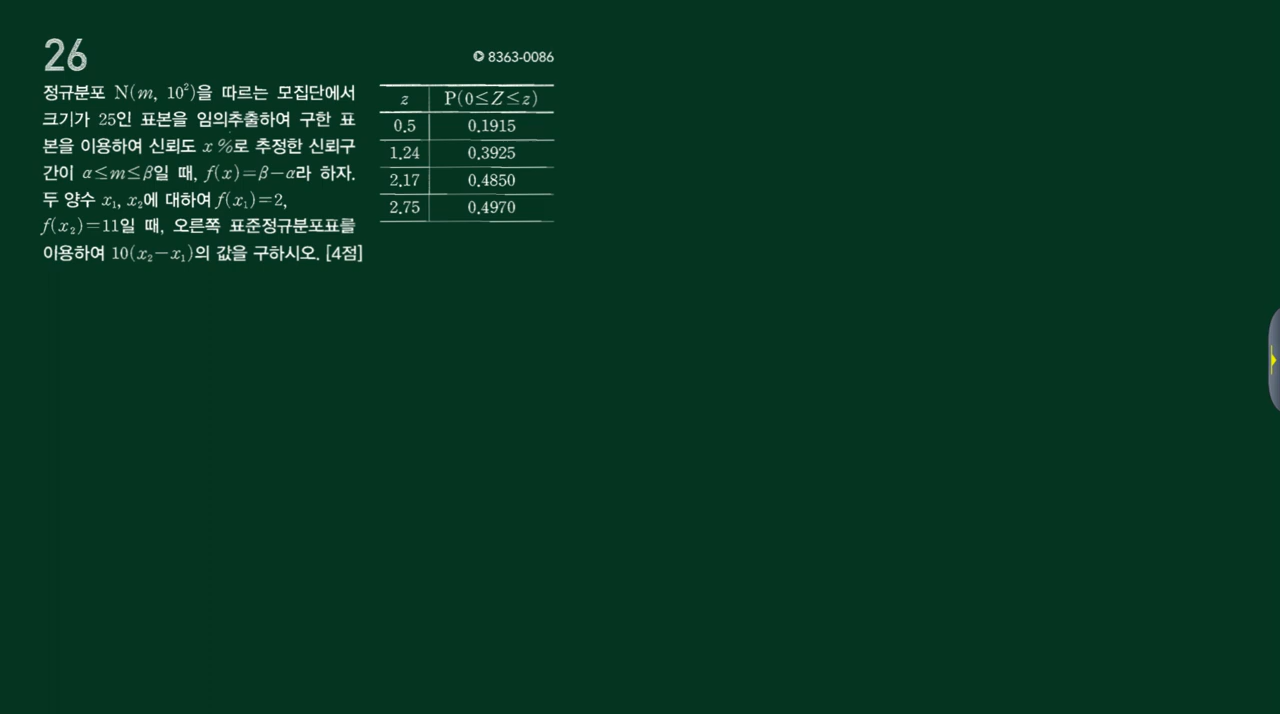 26
8363-0086
정규분포 N(m, 10²)을 따르는 모집단에서
크기가 25인 표본을 임의추출하여 구한 표
본을 이용하여 신뢰도 x %로 추정한 신뢰구
간이 α≤m≤β일 때, f(x)=β-α라 하자.
두 양수 x₁, x₂에 대하여 f(x₁)=2,
f(x₂)=11일 때, 오른쪽 표준정규분포표를
이용하여 10(x₂-x₁)의 값을 구하시오. [4점]
z P(0≤Z≤z)
0.5 0.1915
1.24 0.3925
2.17 0.4850
2.75 0.4970